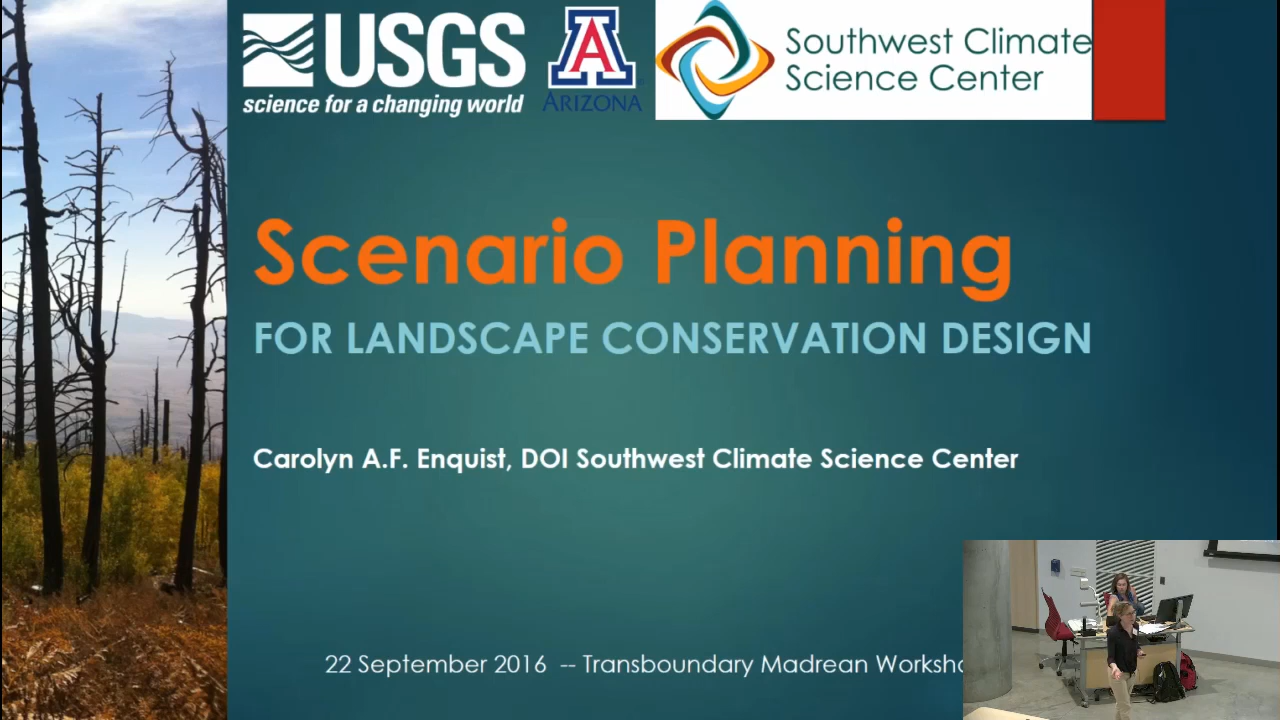 USGS
science for a changing world
A
ARIZONA
Southwest Climate
Science Center
Scenario Planning
FOR LANDSCAPE CONSERVATION DESIGN
Carolyn A.F. Enquist, DOI Southwest Climate Science Center
22 September 2016 -- Transboundary Madrean